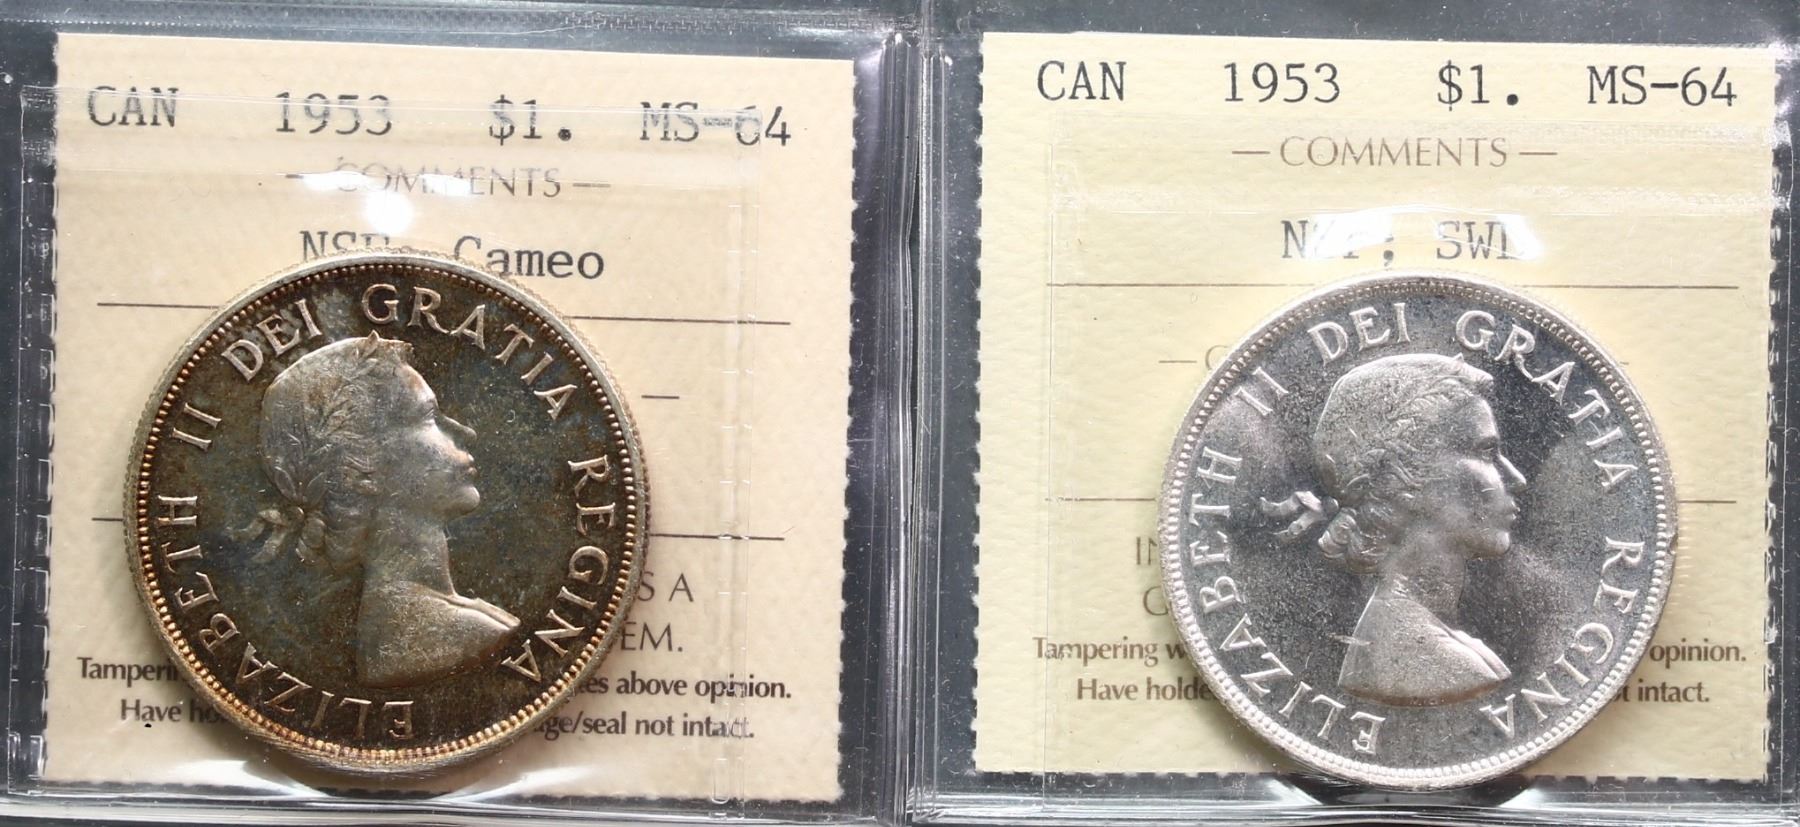 CAN 1953 $1. MS-64
— COMMENTS —
Cameo
ELIZABETH II DEI GRATIA REGINA
S A
EM.
Tamperi
es above opinion.
Have ho
ge/seal not intact.
CAN 1953 $1. MS-64
— COMMENTS —
ELIZABETH II DEI GRATIA REGINA
Tampering w
opinion.
Have holde
t intact.